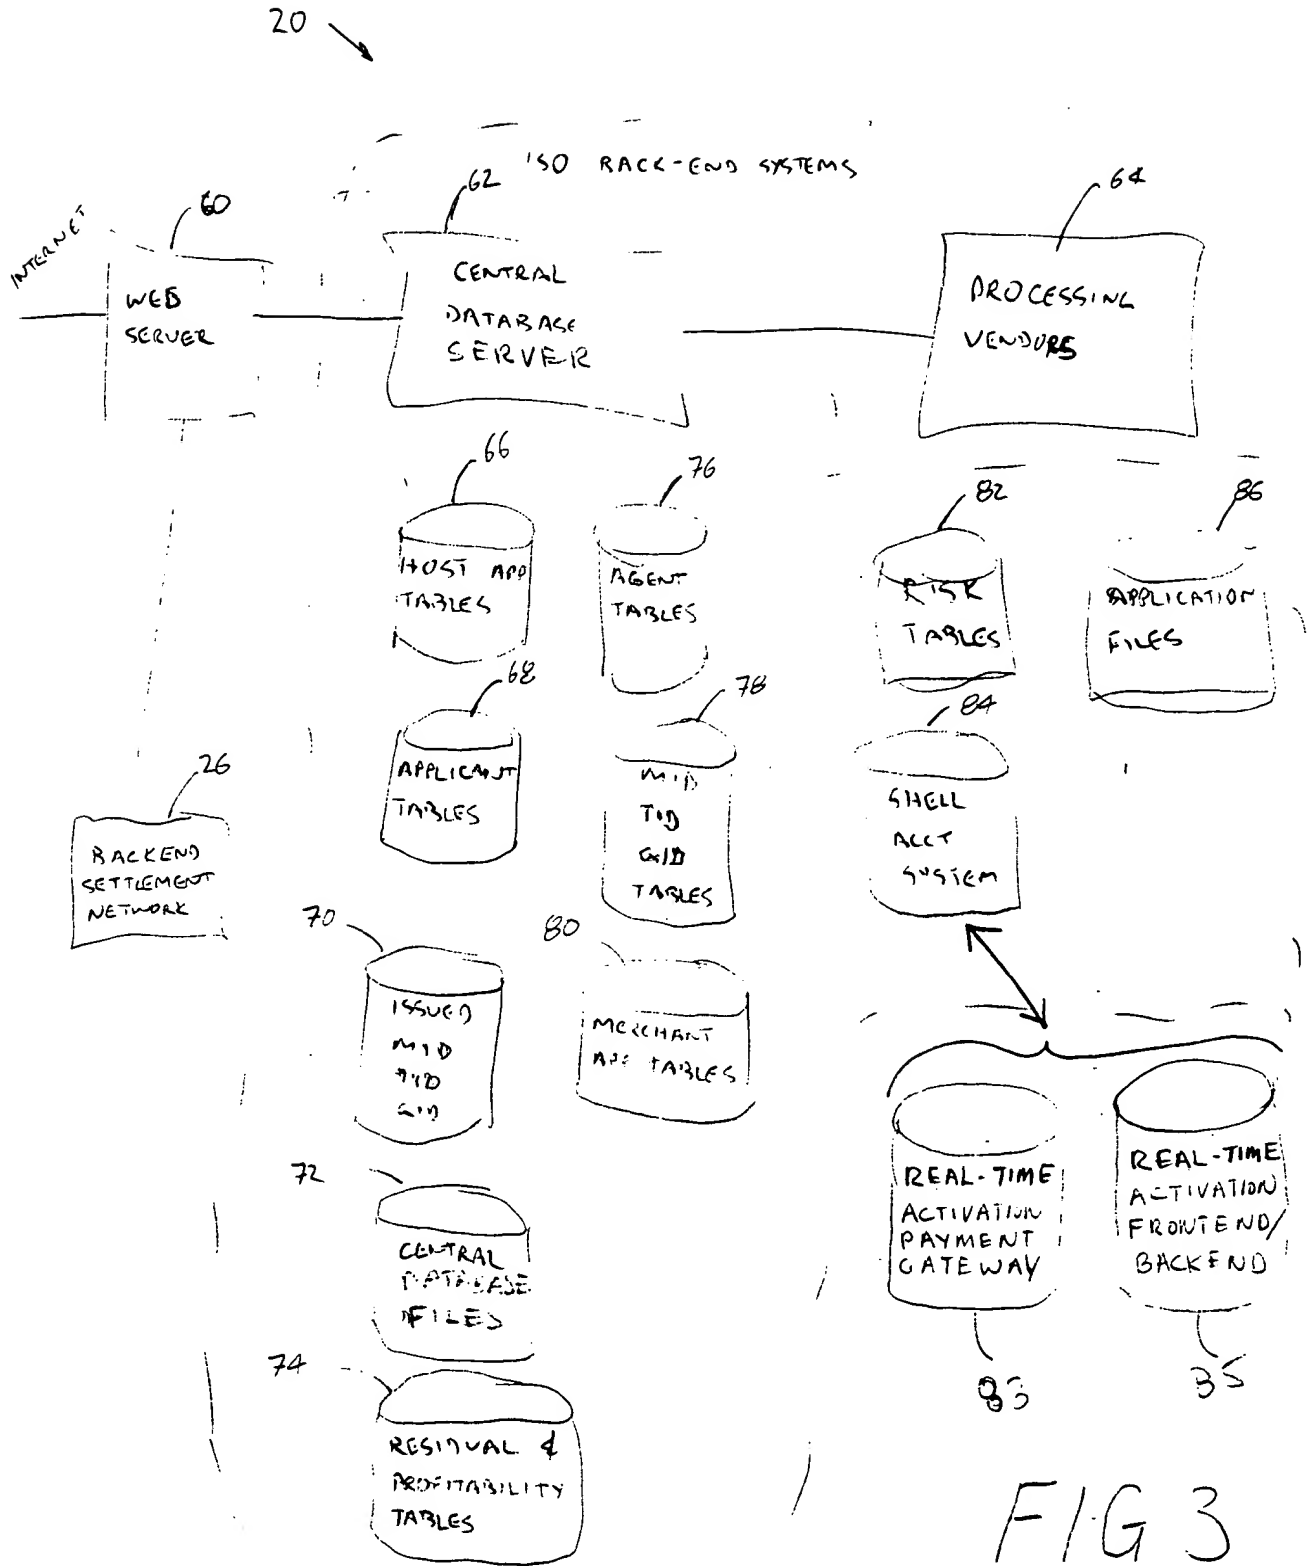 20
'SO BACK-END SYSTEMS
INTERNET
60
WEB
SERVER
62
CENTRAL
DATABASE
SERVER
64
PROCESSING
VENDORS
66
HOST APP
TABLES
76
AGENT
TABLES
82
RISK
TABLES
86
APPLICATION
FILES
68
APPLICANT
TABLES
78
MID
TID
GID
TABLES
84
SHELL
ACCT
SYSTEM
26
BACKEND
SETTLEMENT
NETWORK
70
ISSUED
MID
TID
GID
80
MERCHANT
APP TABLES
72
CENTRAL
DATABASE
FILES
74
RESIDUAL &
PROFITABILITY
TABLES
REAL-TIME
ACTIVATION
PAYMENT
GATEWAY
83
REAL-TIME
ACTIVATION
FRONTEND/
BACKEND
85
FIG 3